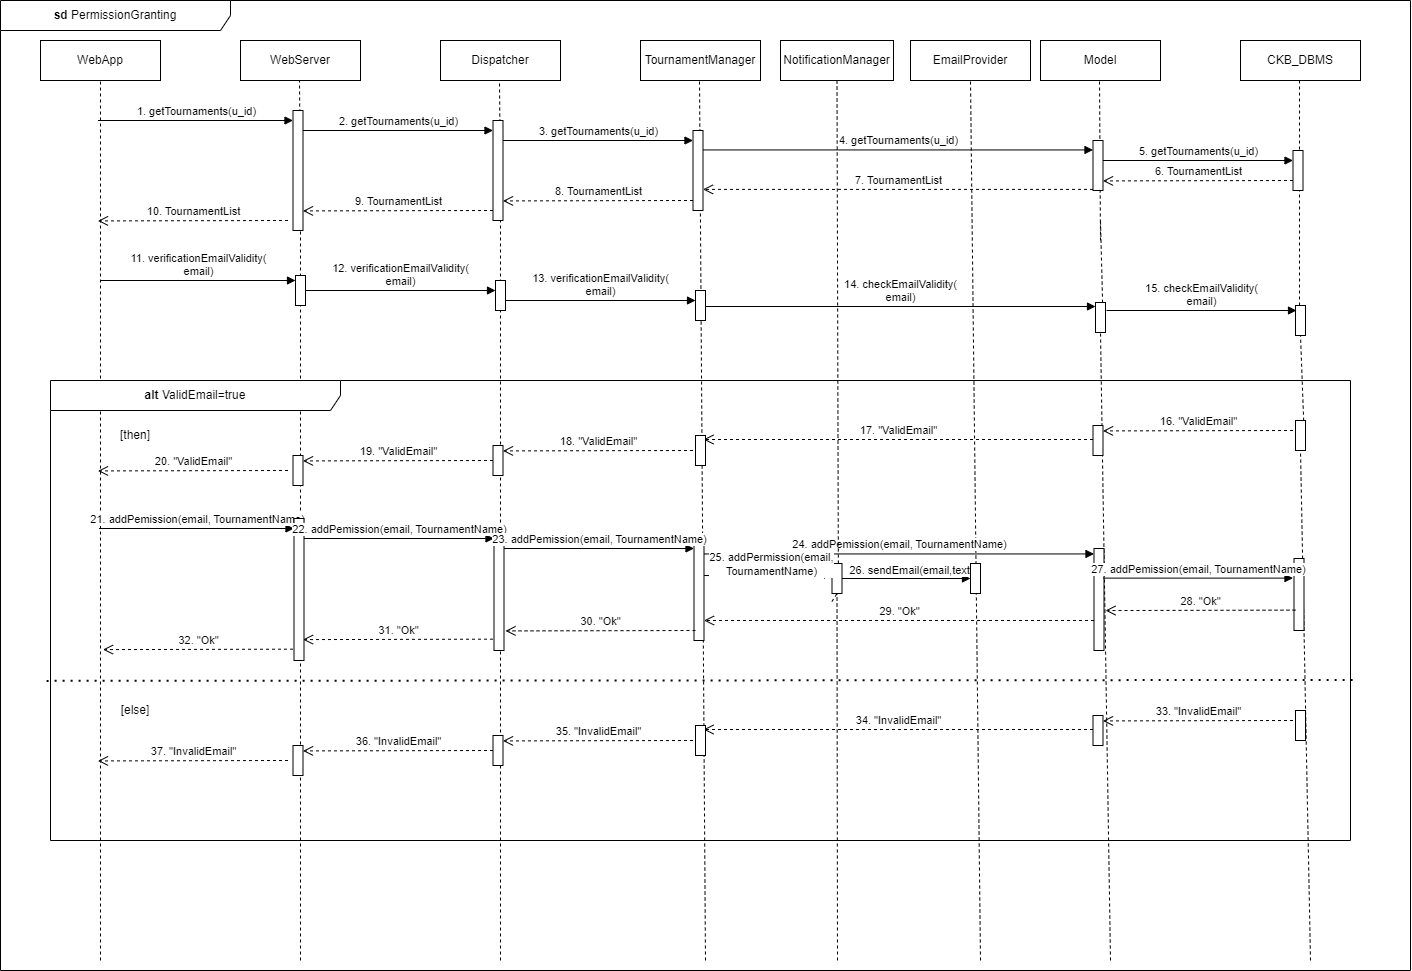 sd PermissionGranting
WebApp
WebServer
Dispatcher
TournamentManager
NotificationManager
EmailProvider
Model
CKB_DBMS
1. getTournaments(u_id)
2. getTournaments(u_id)
3. getTournaments(u_id)
4. getTournaments(u_id)
5. getTournaments(u_id)
6. TournamentList
7. TournamentList
8. TournamentList
9. TournamentList
10. TournamentList
11. verificationEmailValidity(
email)
12. verificationEmailValidity(
email)
13. verificationEmailValidity(
email)
14. checkEmailValidity(
email)
15. checkEmailValidity(
email)
alt ValidEmail=true
[then]
16. "ValidEmail"
17. "ValidEmail"
18. "ValidEmail"
19. "ValidEmail"
20. "ValidEmail"
21. addPemission(email, TournamentName)
22. addPemission(email, TournamentName)
23. addPemission(email, TournamentName)
24. addPemission(email, TournamentName)
25. addPermission(email,
TournamentName)
26. sendEmail(email,text
27. addPemission(email, TournamentName)
28. "Ok"
29. "Ok"
30. "Ok"
31. "Ok"
32. "Ok"
[else]
33. "InvalidEmail"
34. "InvalidEmail"
35. "InvalidEmail"
36. "InvalidEmail"
37. "InvalidEmail"